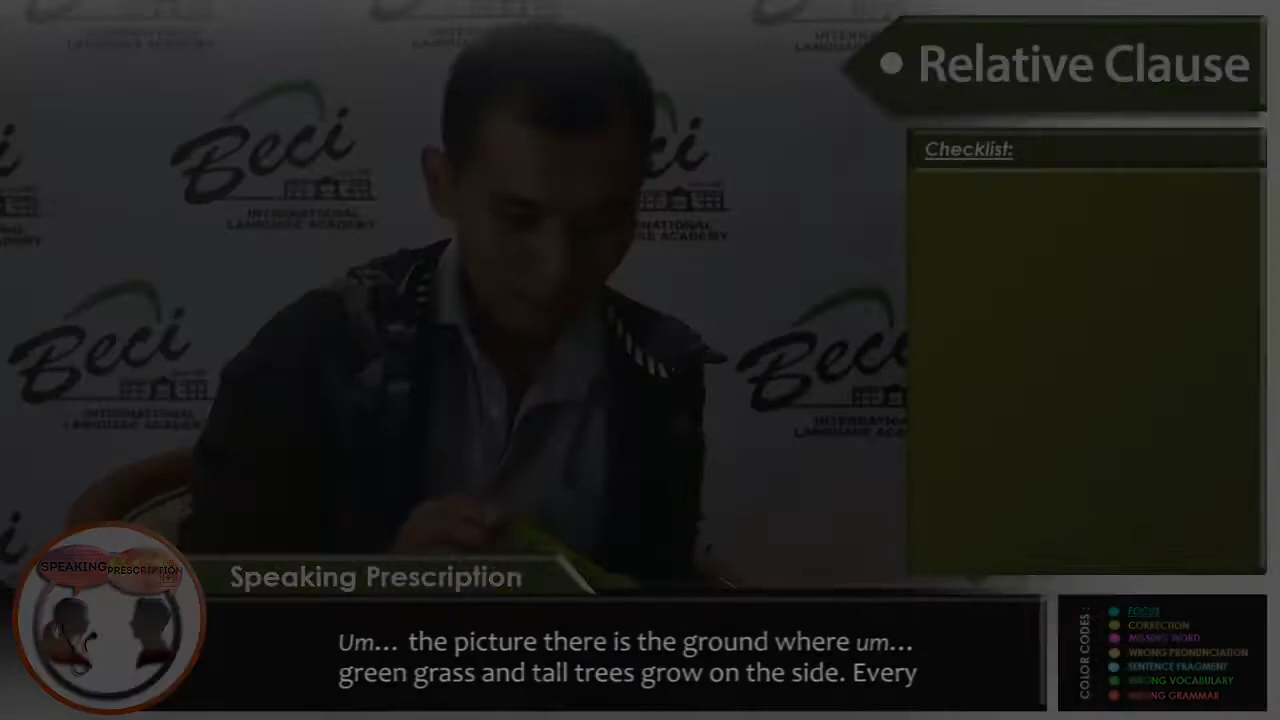 Relative Clause
Checklist:
Beci
INTERNATIONAL
LANGUAGE ACADEMY
Beci
INTERNATIONAL
LANGUAGE ACADEMY
Beci
INTERNATIONAL
LANGUAGE
SPEAKING PRESCRIPTION
Speaking Prescription
Um... the picture there is the ground where um...
green grass and tall trees grow on the side. Every
COLOR CODES:
FOCUS
CORRECTION
MISSING WORD
WRONG PRONUNCIATION
SENTENCE FRAGMENT
WRONG VOCABULARY
WRONG GRAMMAR